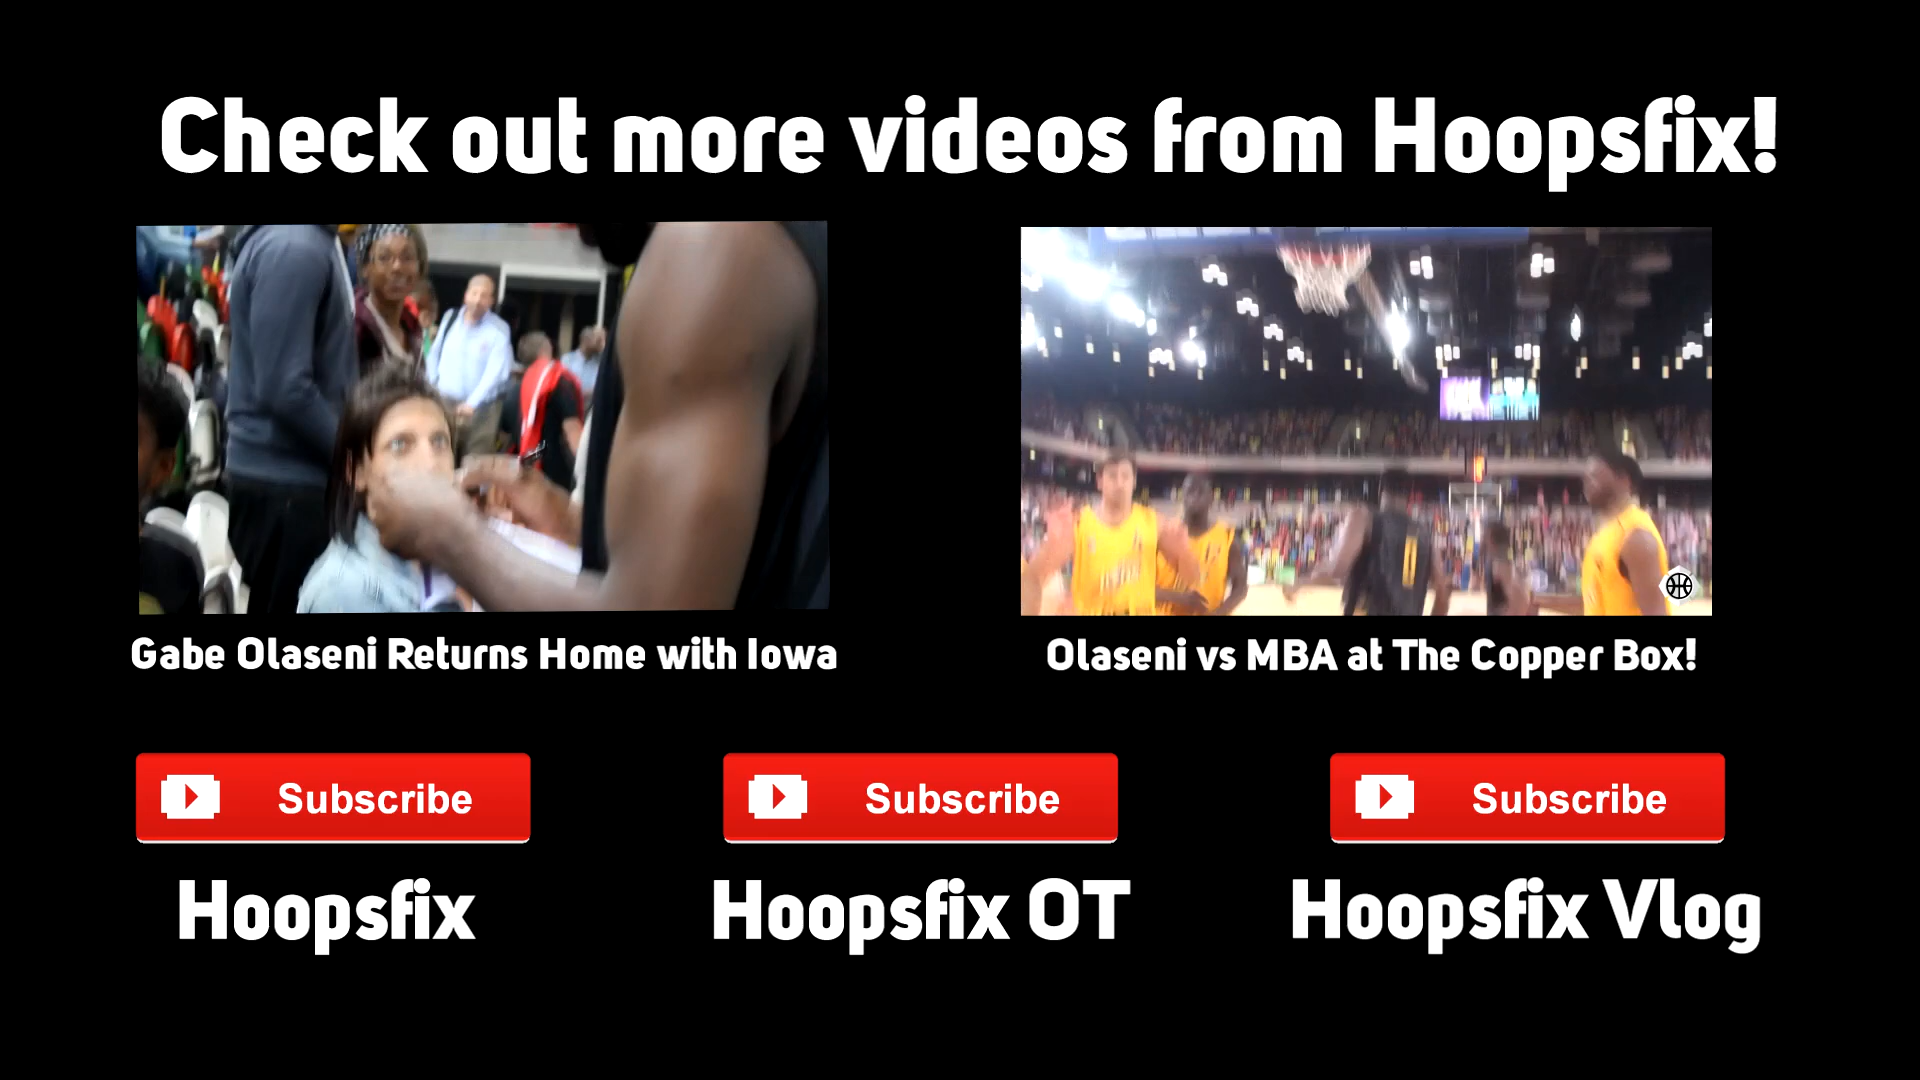 Check out more videos from Hoopsfix!
Gabe Olaseni Returns Home with Iowa
Olaseni vs MBA at The Copper Box!
Subscribe
Subscribe
Subscribe
Hoopsfix
Hoopsfix OT
Hoopsfix Vlog